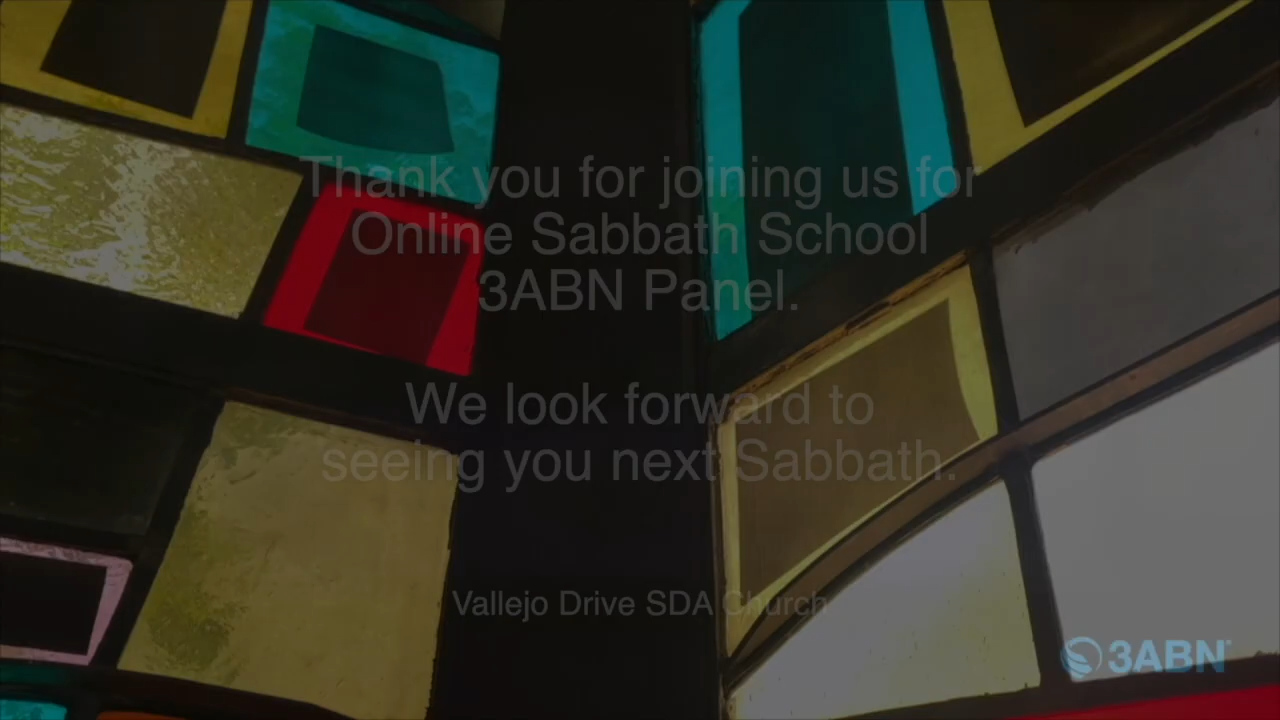 Thank you for joining us for
Online Sabbath School
3ABN Panel.
We look forward to
seeing you next Sabbath.
Vallejo Drive SDA Church
3ABN